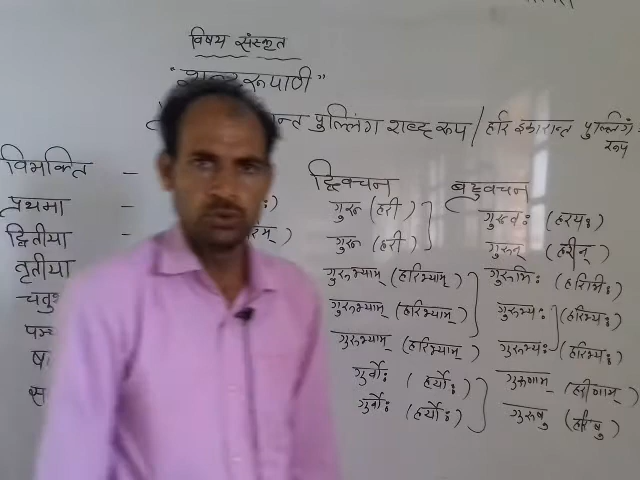 विषय संस्कृत
"शब्दरूपाणी"
पुल्लिंग शब्द रूप / हरि इकारान्त पुल्लिंग
रूप
विभक्ति - द्विवचन बहुवचन
प्रथमा - गुरू (हरी) गुरवः (हरयः)
द्वितीया - गुरू (हरी) गुरून् (हरीन्)
तृतीया गुरुभ्याम् (हरिभ्याम्) गुरुभिः (हरिभिः)
गुरुभ्याम् (हरिभ्याम्) गुरुभ्यः (हरिभ्यः)
गुरुभ्याम् (हरिभ्याम्) गुरुभ्यः (हरिभ्यः)
गुर्वोः (हर्योः) गुरुणाम् (हरीणाम्)
गुर्वोः (हर्योः) गुरुषु (हरिषु)